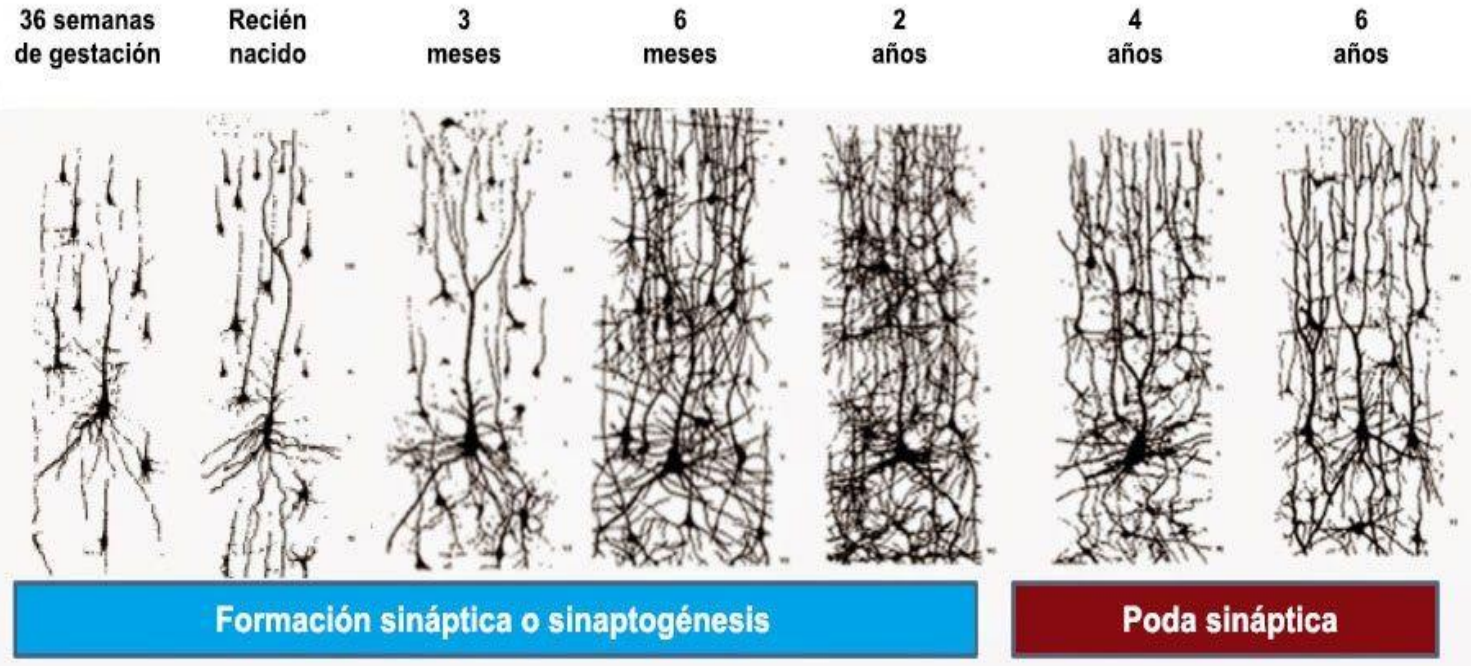 36 semanas
de gestación
Recién
nacido
3
meses
6
meses
2
años
4
años
6
años
Formación sináptica o sinaptogénesis
Poda sináptica